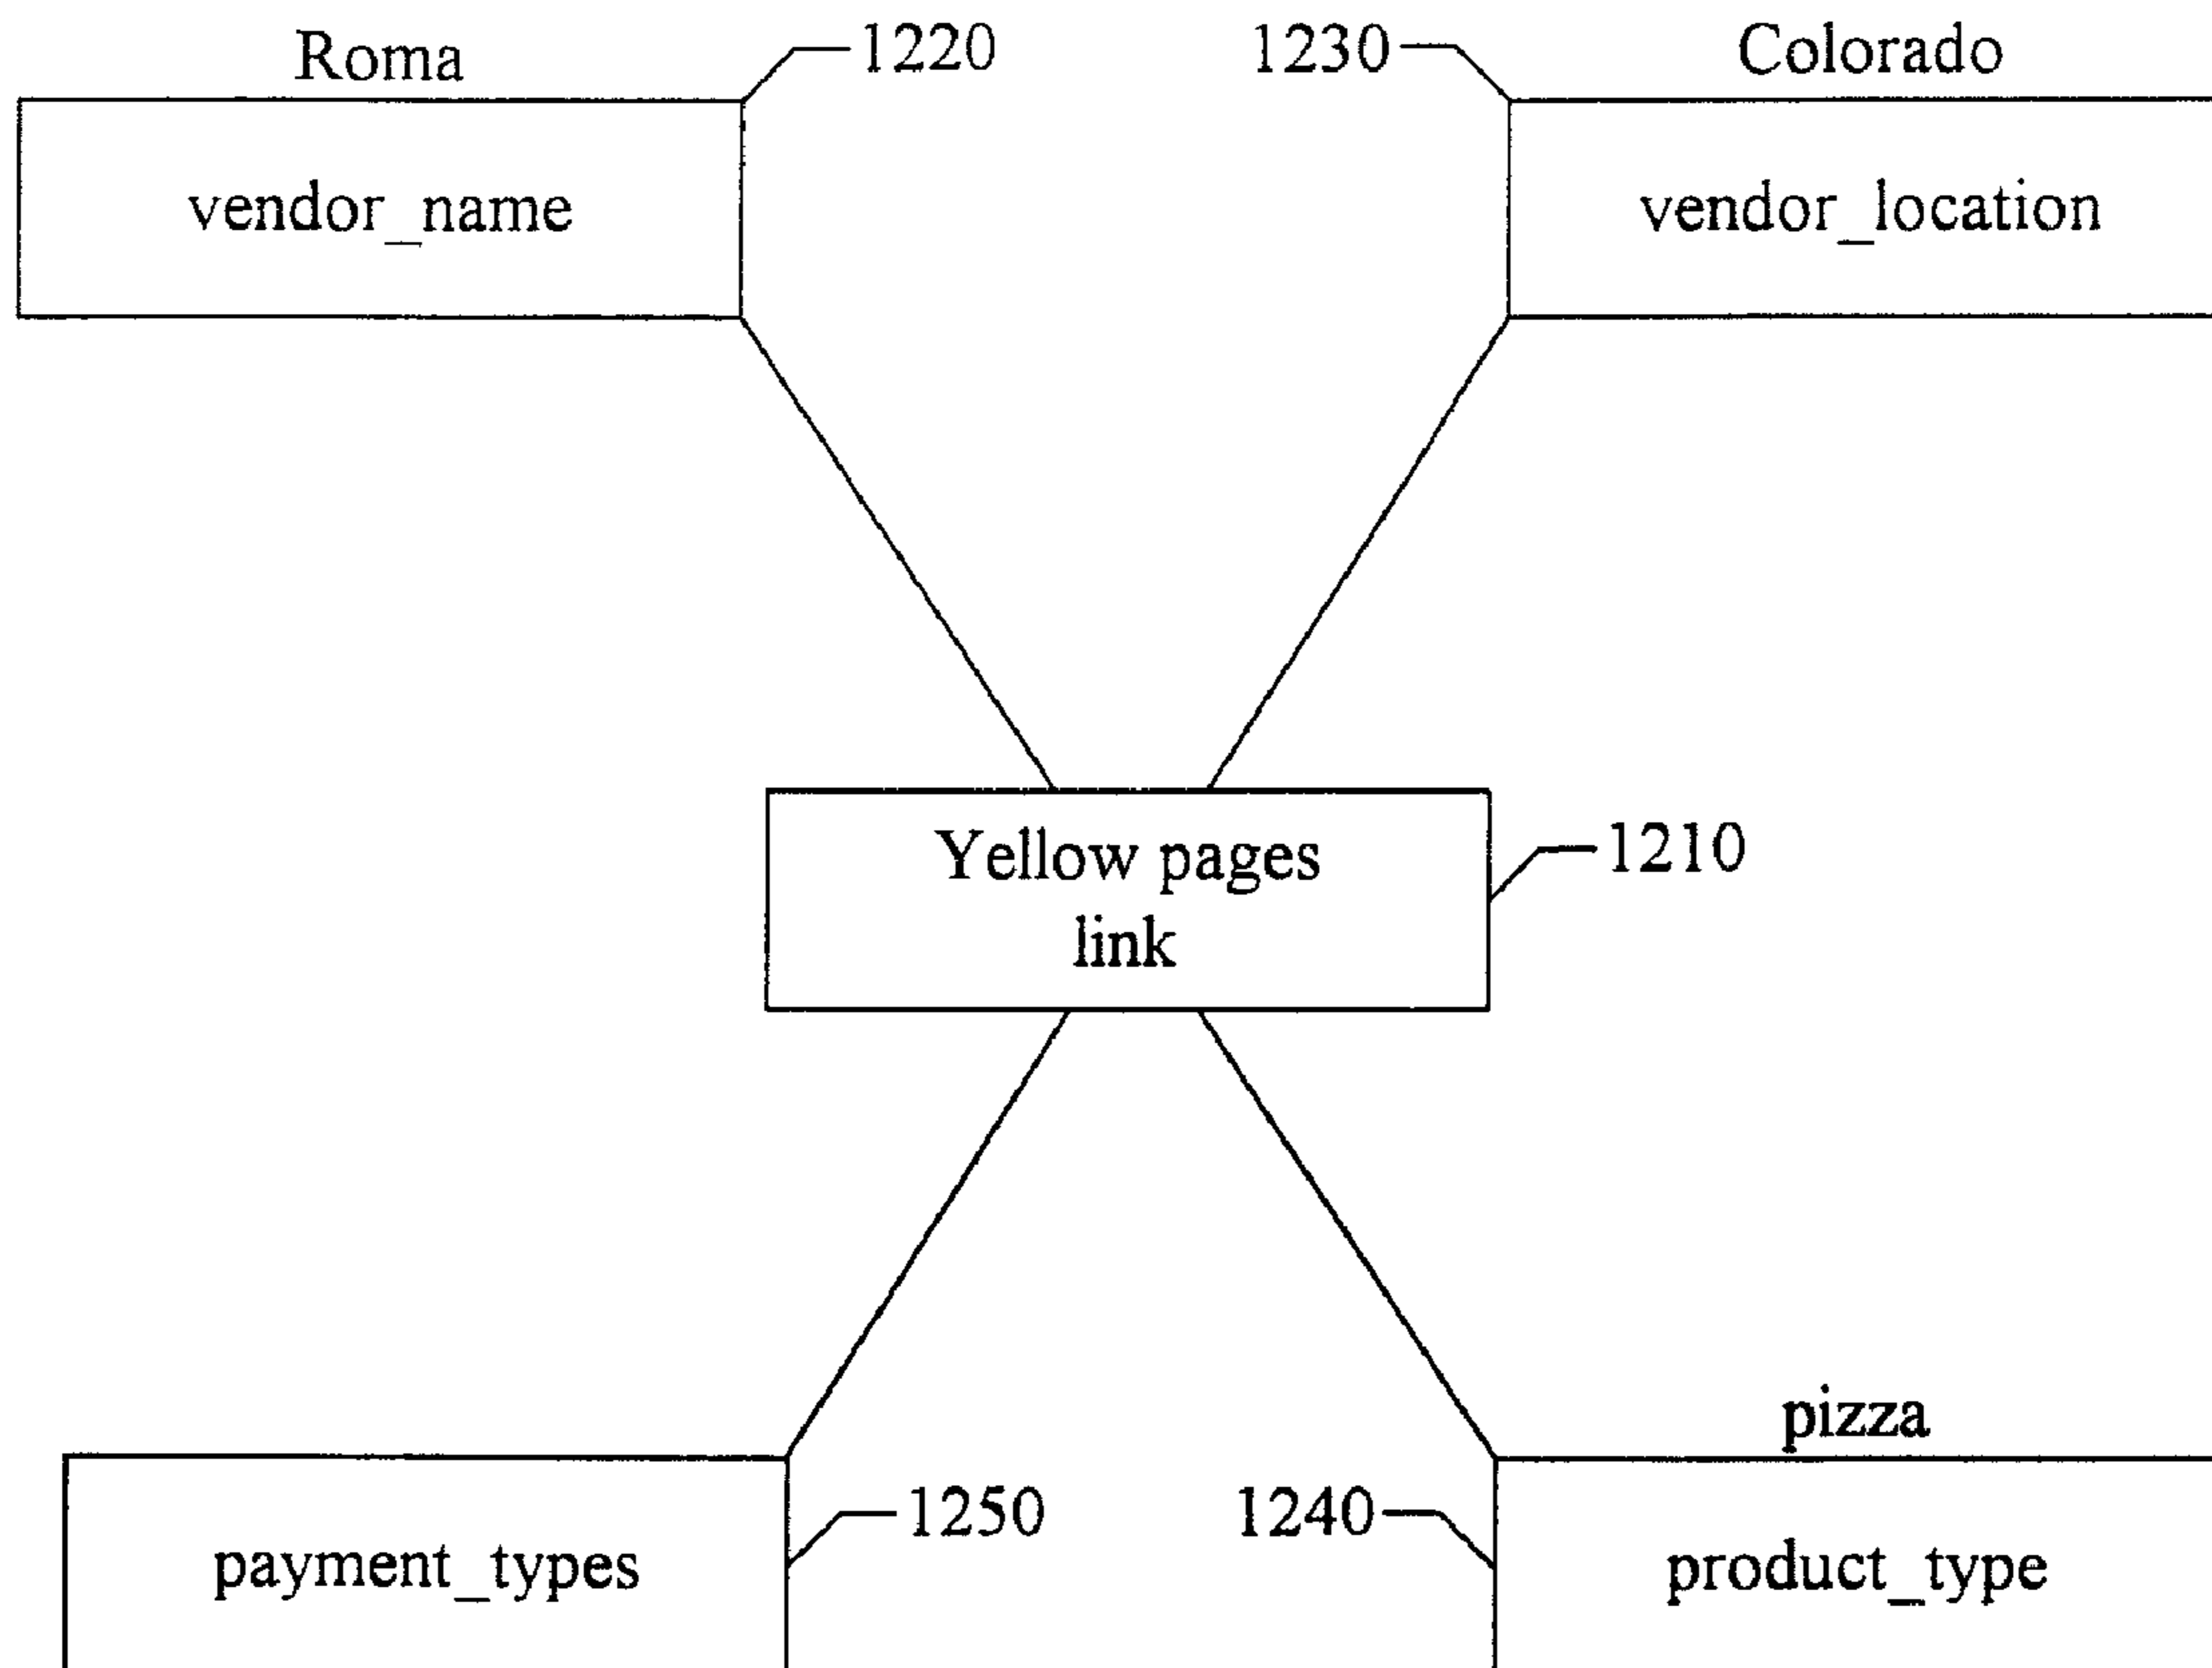 Roma
1220
1230
Colorado
vendor_name
vendor_location
Yellow pages
link
1210
pizza
1250
1240
payment_types
product_type